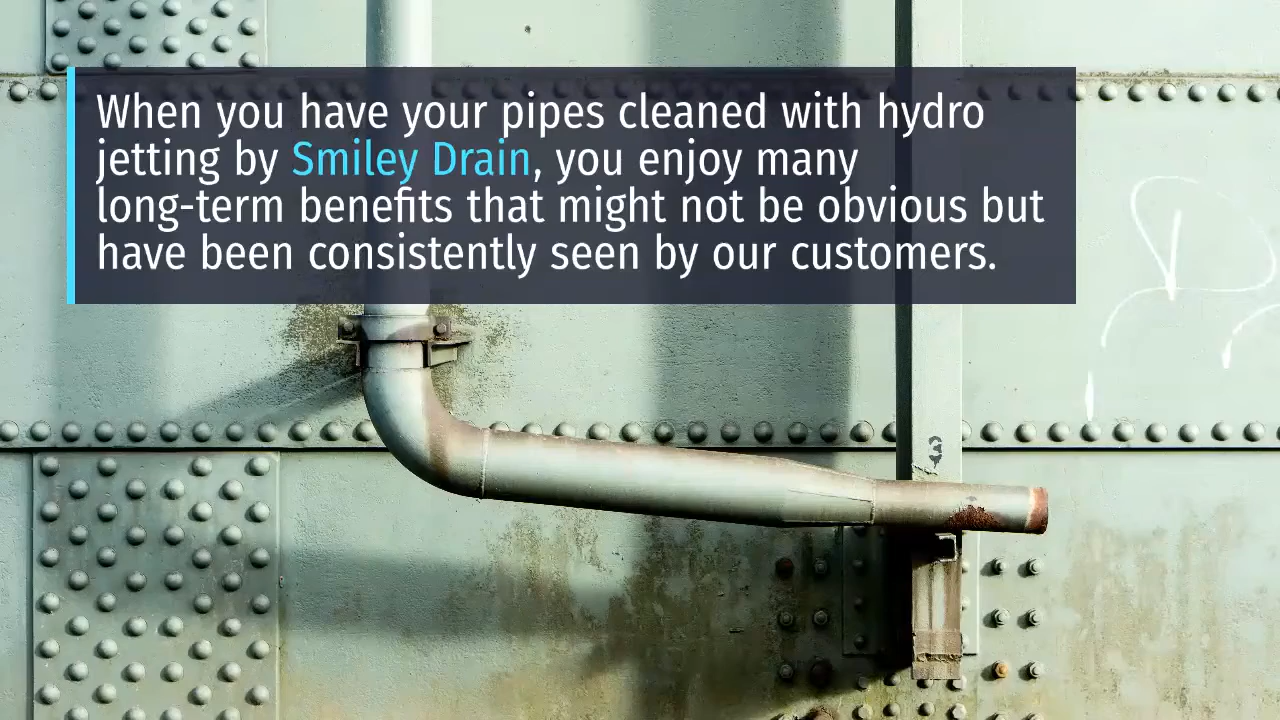 When you have your pipes cleaned with hydro
jetting by Smiley Drain, you enjoy many
long-term benefits that might not be obvious but
have been consistently seen by our customers.
3